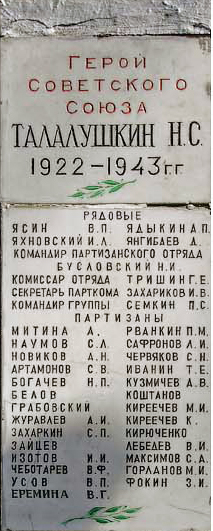 ГЕРОЙ
СОВЕТСКОГО
СОЮЗА
ТАЛАЛУШКИН Н.С.
1922-1943 г.г.
РЯДОВЫЕ
ЯСИН В.П. ЯДЫКИН А.П.
ЯХНОВСКИЙ И.Л. ЯНГИБАЕВ Д.
КОМАНДИР ПАРТИЗАНСКОГО ОТРЯДА
БУСЛОВСКИЙ Н.И.
КОМИССАР ОТРЯДА ТРИШИН Г.Е.
СЕКРЕТАРЬ ПАРТКОМА ЗАХАРИКОВ И.В.
КОМАНДИР ГРУППЫ СЕМКИН П.С.
ПАРТИЗАНЫ
МИТИНА А. РВАНКИН П.М.
НАУМОВ С.Л. САФРОНОВ Л.И.
НОВИКОВ А.Н. ЧЕРВЯКОВ С.Н.
АРТАМОНОВ С.В. ИВАНИН Т.Е.
БОГАЧЕВ Н.П. КУЗМИЧЕВ А.В.
БЕЛОВ КОШТАНОВ
ГРАБОВСКИЙ КИРЕЕЧЕВ М.И.
ЖУРАВЛЕВ А.И. КИРЕЕЧЕВ К.
ЗАХАРКИН С.П. КИРЮЧЕНКО
ЗАЙЦЕВ ЛЕБЕДЕВ В.И.
ИЗОТОВ И.И. МАКСИМОВ С.Д.
ЧЕБОТАРЕВ В.Ф. ГОРЛАНОВ М.И.
УСОВ В.П. ФОКИН З.И.
ЕРЕМИНА В.Г.